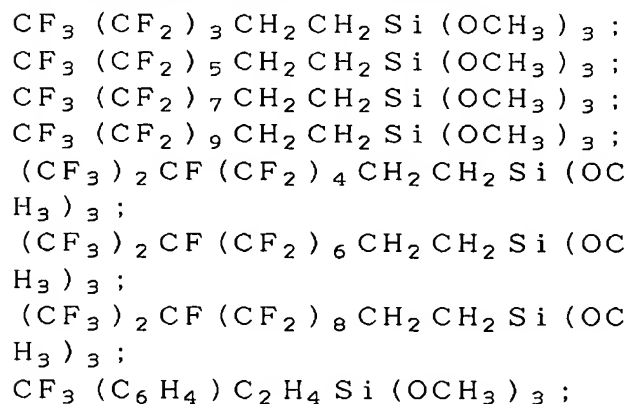 CF₃(CF₂)₃CH₂CH₂Si(OCH₃)₃;
CF₃(CF₂)₅CH₂CH₂Si(OCH₃)₃;
CF₃(CF₂)₇CH₂CH₂Si(OCH₃)₃;
CF₃(CF₂)₉CH₂CH₂Si(OCH₃)₃;
(CF₃)₂CF(CF₂)₄CH₂CH₂Si(OC
H₃)₃;
(CF₃)₂CF(CF₂)₆CH₂CH₂Si(OC
H₃)₃;
(CF₃)₂CF(CF₂)₈CH₂CH₂Si(OC
H₃)₃;
CF₃(C₆H₄)C₂H₄Si(OCH₃)₃;